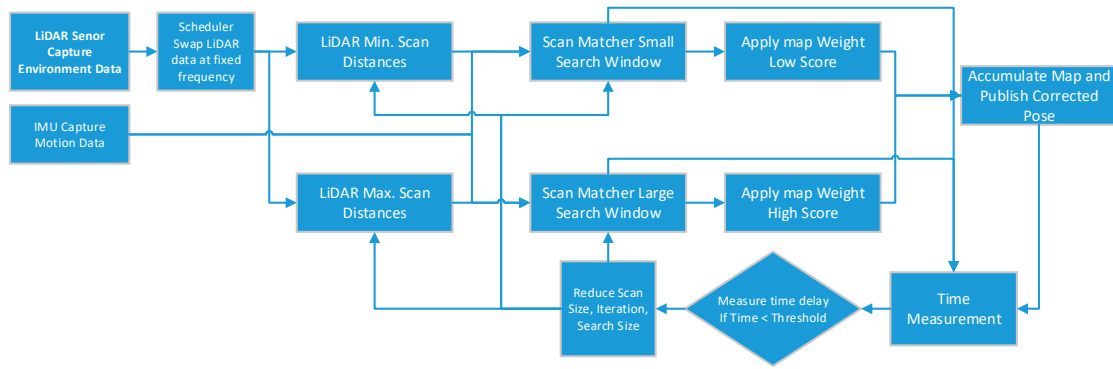 LiDAR Senor
Capture
Environment Data
Scheduler
Swap LiDAR
data at fixed
frequency
LiDAR Min. Scan
Distances
Scan Matcher Small
Search Window
Apply map Weight
Low Score
Accumulate Map and
Publish Corrected
Pose
IMU Capture
Motion Data
LiDAR Max. Scan
Distances
Scan Matcher Large
Search Window
Apply map Weight
High Score
Reduce Scan
Size, Iteration,
Search Size
Measure time delay
If Time < Threshold
Time
Measurement